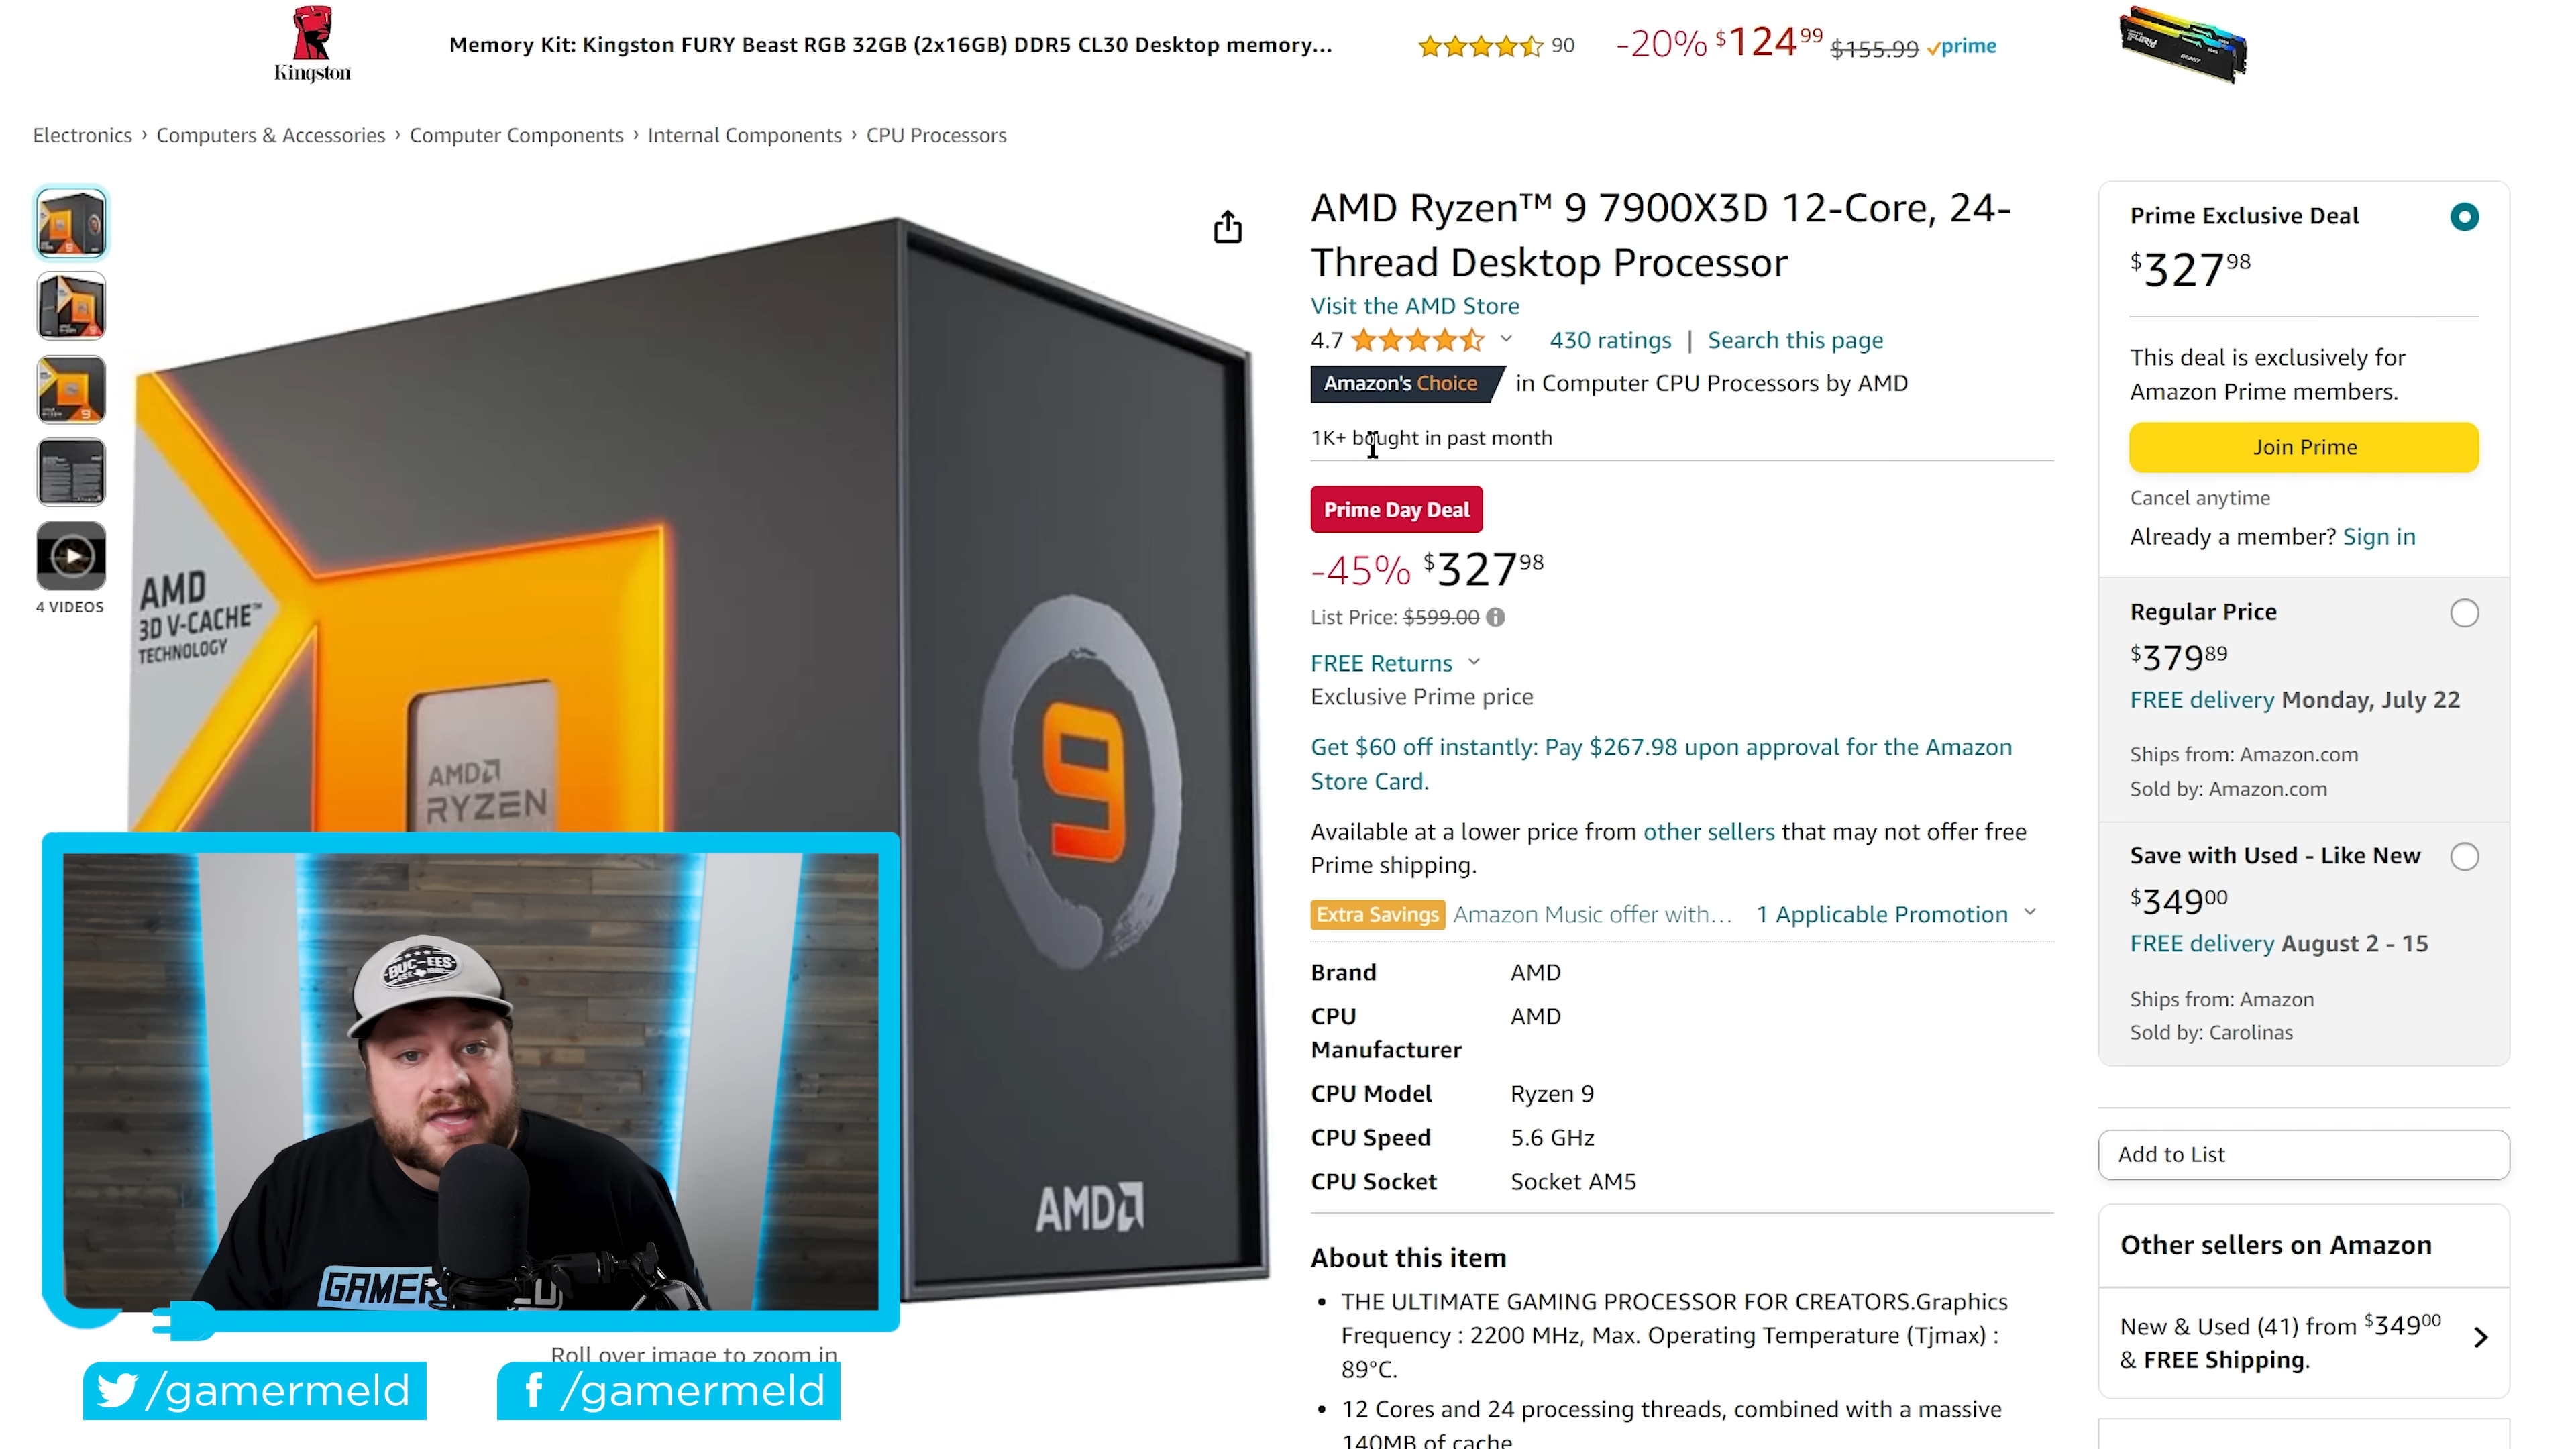 Kingston
Memory Kit: Kingston FURY Beast RGB 32GB (2x16GB) DDR5 CL30 Desktop memory...
90
-20% $124 99 $155.99 prime
Electronics › Computers & Accessories › Computer Components › Internal Components › CPU Processors
4 VIDEOS
AMD
3D V-CACHE™
TECHNOLOGY
AMD
RYZEN
9
AMD
Roll over image to zoom in
BUC-EES
GAMER
/gamermeld
f /gamermeld
AMD Ryzen™ 9 7900X3D 12-Core, 24-
Thread Desktop Processor
Visit the AMD Store
4.7 430 ratings | Search this page
Amazon's Choice in Computer CPU Processors by AMD
1K+ bought in past month
Prime Day Deal
-45% $327 98
List Price: $599.00
FREE Returns
Exclusive Prime price
Get $60 off instantly: Pay $267.98 upon approval for the Amazon
Store Card.
Available at a lower price from other sellers that may not offer free
Prime shipping.
Extra Savings Amazon Music offer with... 1 Applicable Promotion
Brand AMD
CPU AMD
Manufacturer
CPU Model Ryzen 9
CPU Speed 5.6 GHz
CPU Socket Socket AM5
About this item
• THE ULTIMATE GAMING PROCESSOR FOR CREATORS.Graphics
Frequency : 2200 MHz, Max. Operating Temperature (Tjmax) :
89°C.
• 12 Cores and 24 processing threads, combined with a massive
140MB of cache
Prime Exclusive Deal
$327 98
This deal is exclusively for
Amazon Prime members.
Join Prime
Cancel anytime
Already a member? Sign in
Regular Price
$379 89
FREE delivery Monday, July 22
Ships from: Amazon.com
Sold by: Amazon.com
Save with Used - Like New
$349 00
FREE delivery August 2 - 15
Ships from: Amazon
Sold by: Carolinas
Add to List
Other sellers on Amazon
New & Used (41) from $349 00
& FREE Shipping.